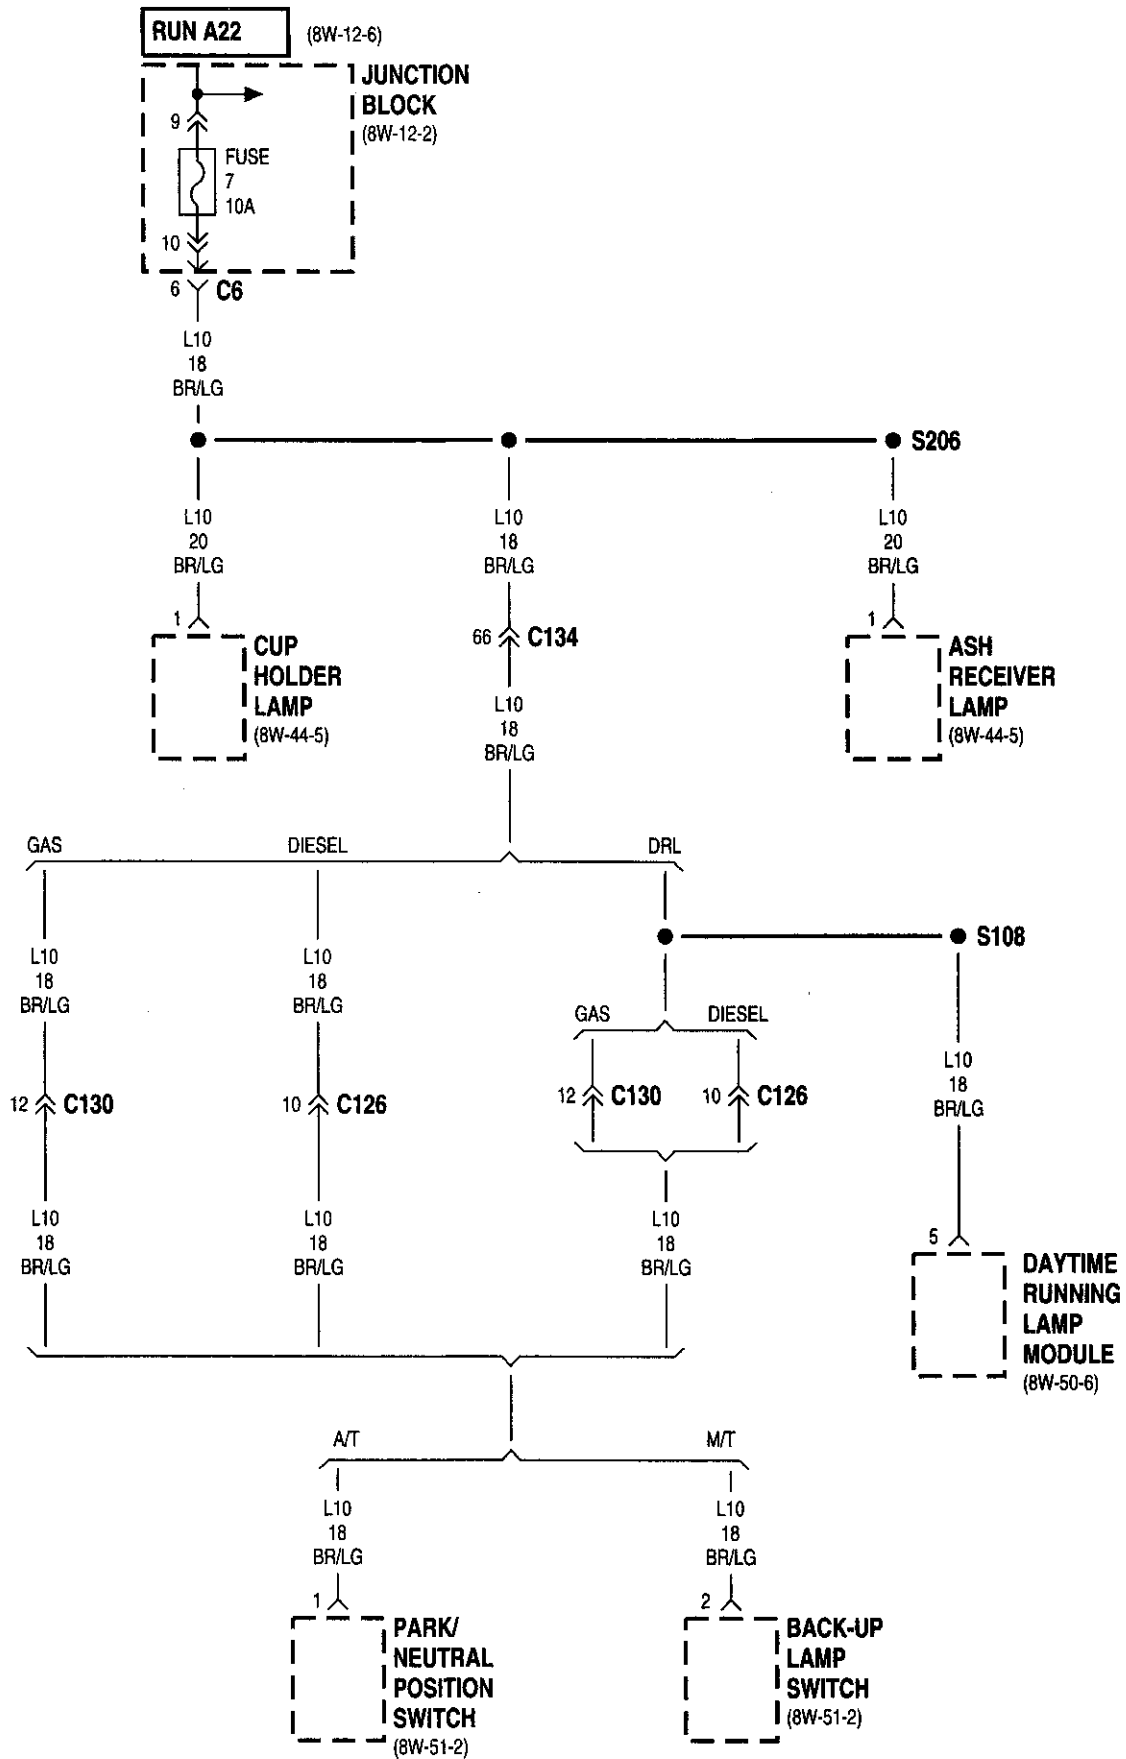 RUN A22
(8W-12-6)
JUNCTION
BLOCK
(8W-12-2)
9
FUSE
7
10A
10
6
C6
L10
18
BR/LG
S206
L10
20
BR/LG
L10
18
BR/LG
L10
20
BR/LG
1
CUP
HOLDER
LAMP
(8W-44-5)
66
C134
L10
18
BR/LG
1
ASH
RECEIVER
LAMP
(8W-44-5)
GAS
DIESEL
DRL
S108
L10
18
BR/LG
L10
18
BR/LG
GAS
DIESEL
12
C130
10
C126
12
C130
10
C126
L10
18
BR/LG
L10
18
BR/LG
L10
18
BR/LG
L10
18
BR/LG
5
DAYTIME
RUNNING
LAMP
MODULE
(8W-50-6)
A/T
M/T
L10
18
BR/LG
L10
18
BR/LG
1
PARK/
NEUTRAL
POSITION
SWITCH
(8W-51-2)
2
BACK-UP
LAMP
SWITCH
(8W-51-2)